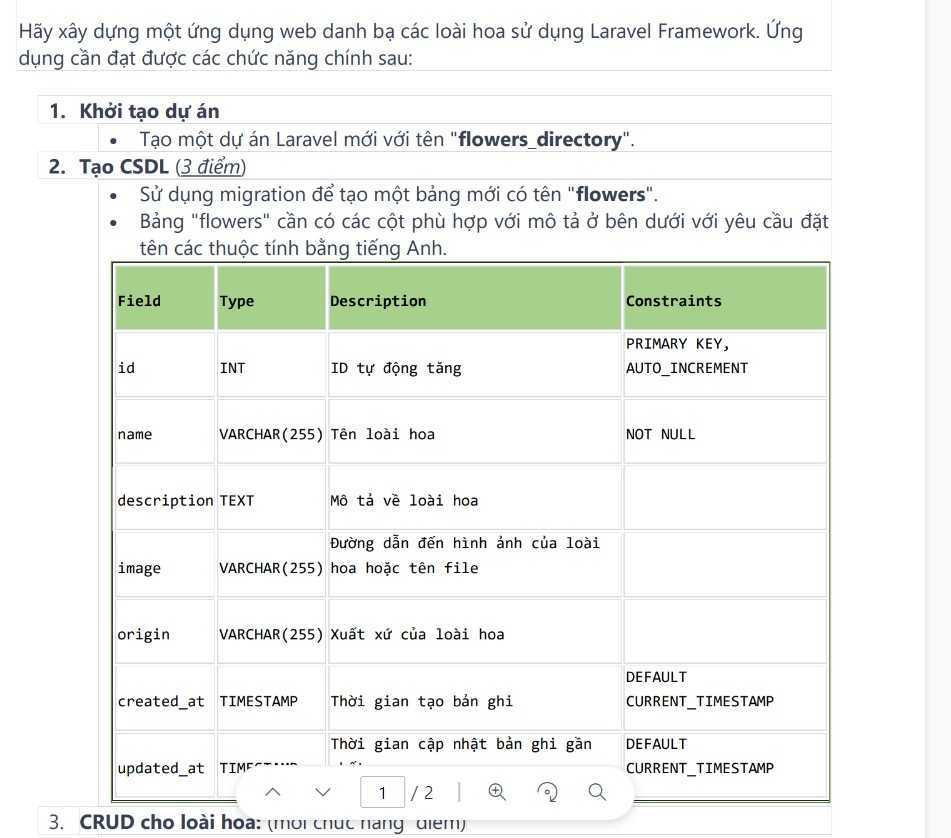 Hãy xây dựng một ứng dụng web danh bạ các loài hoa sử dụng Laravel Framework. Ứng
dụng cần đạt được các chức năng chính sau:
1. Khởi tạo dự án
• Tạo một dự án Laravel mới với tên "flowers_directory".
2. Tạo CSDL (3 điểm)
• Sử dụng migration để tạo một bảng mới có tên "flowers".
• Bảng "flowers" cần có các cột phù hợp với mô tả ở bên dưới với yêu cầu đặt
tên các thuộc tính bằng tiếng Anh.
Field Type Description Constraints
PRIMARY KEY,
id INT ID tự động tăng AUTO_INCREMENT
name VARCHAR(255) Tên loài hoa NOT NULL
description TEXT Mô tả về loài hoa
Đường dẫn đến hình ảnh của loài
image VARCHAR(255) hoa hoặc tên file
origin VARCHAR(255) Xuất xứ của loài hoa
DEFAULT
created_at TIMESTAMP Thời gian tạo bản ghi CURRENT_TIMESTAMP
Thời gian cập nhật bản ghi gần DEFAULT
updated_at CURRENT_TIMESTAMP
1 / 2
3. CRUD cho loài hoa: điểm)